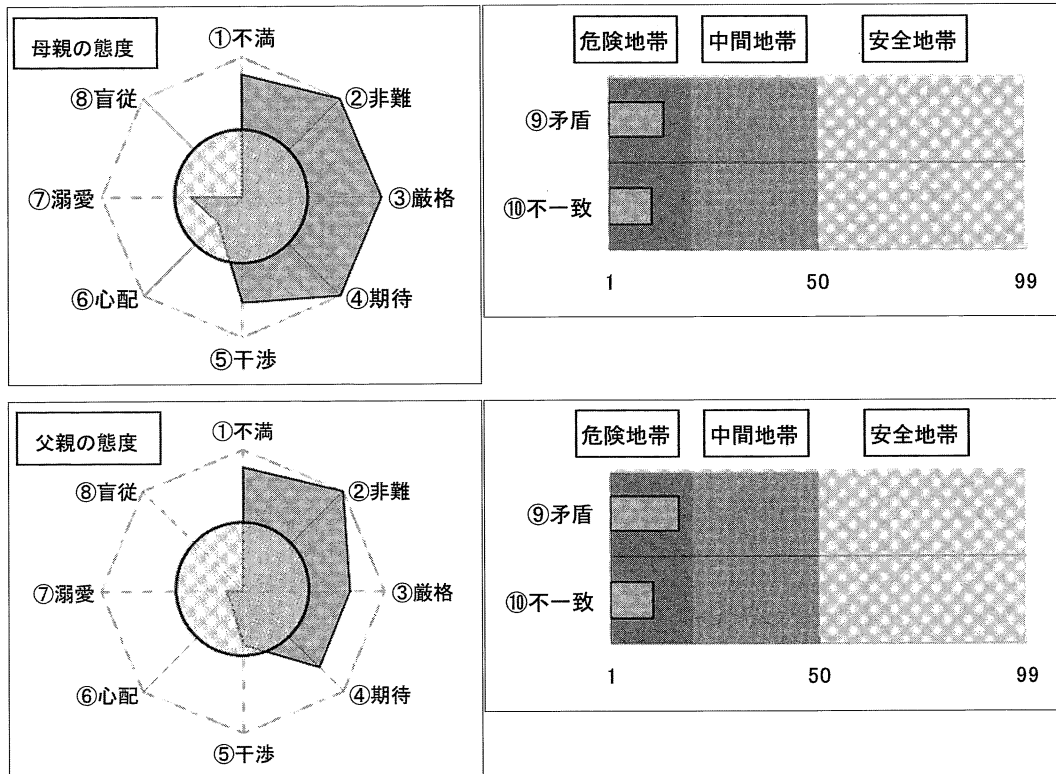 母親の態度
①不満
②非難
③厳格
④期待
⑤干渉
⑥心配
⑦溺愛
⑧盲従
危険地帯 中間地帯 安全地帯
⑨矛盾
⑩不一致
1 50 99
父親の態度
①不満
②非難
③厳格
④期待
⑤干渉
⑥心配
⑦溺愛
⑧盲従
危険地帯 中間地帯 安全地帯
⑨矛盾
⑩不一致
1 50 99